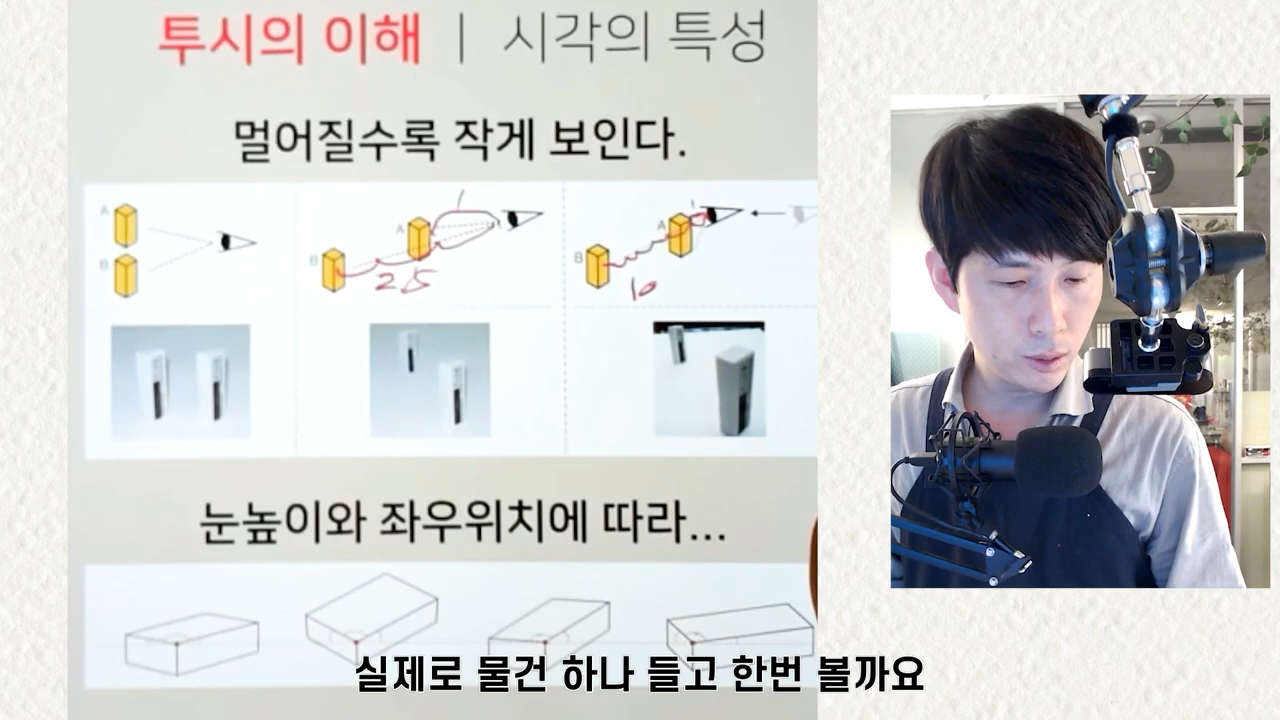 투시의 이해 | 시각의 특성
멀어질수록 작게 보인다.
A
B
A
B
2.5
1
A
B
10
1
눈높이와 좌우위치에 따라...
실제로 물건 하나 들고 한번 볼까요